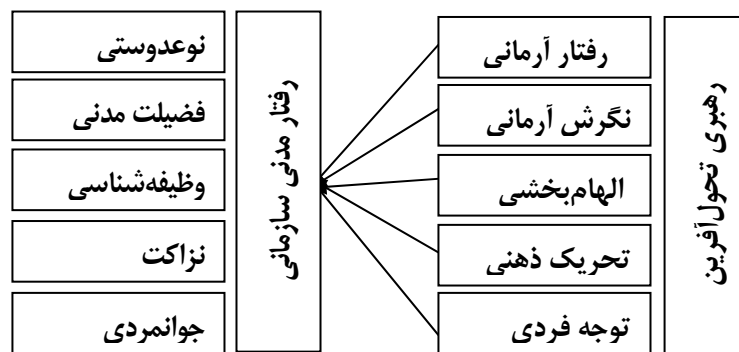 رهبری تحول‌آفرین
رفتار آرمانی
نگرش آرمانی
الهام‌بخشی
تحریک ذهنی
توجه فردی
رفتار مدنی سازمانی
نوعدوستی
فضیلت مدنی
وظیفه‌شناسی
نزاکت
جوانمردی